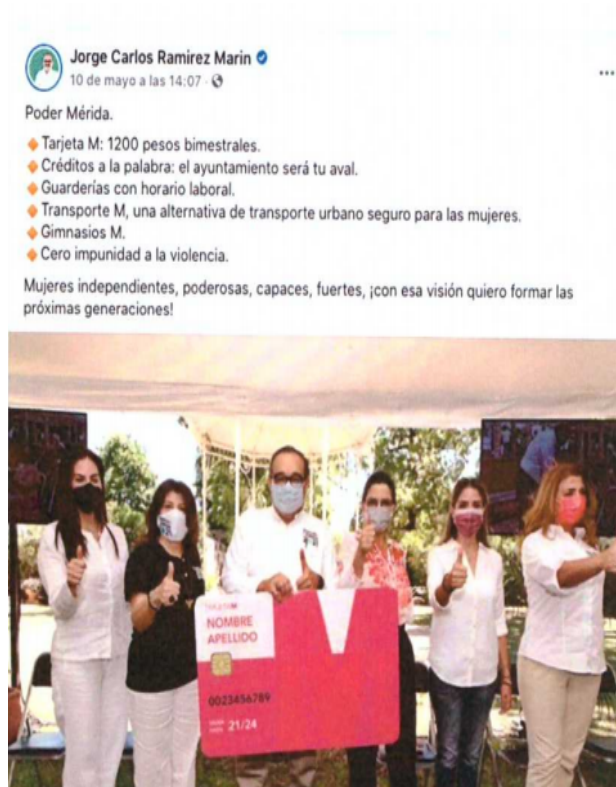 Jorge Carlos Ramirez Marin
10 de mayo a las 14:07 ·
Poder Mérida.
Tarjeta M: 1200 pesos bimestrales.
Créditos a la palabra: el ayuntamiento será tu aval.
Guarderías con horario laboral.
Transporte M, una alternativa de transporte urbano seguro para las mujeres.
Gimnasios M.
Cero impunidad a la violencia.
Mujeres independientes, poderosas, capaces, fuertes, ¡con esa visión quiero formar las
próximas generaciones!
TARJETA M
NOMBRE
APELLIDO
0023456789
21/24